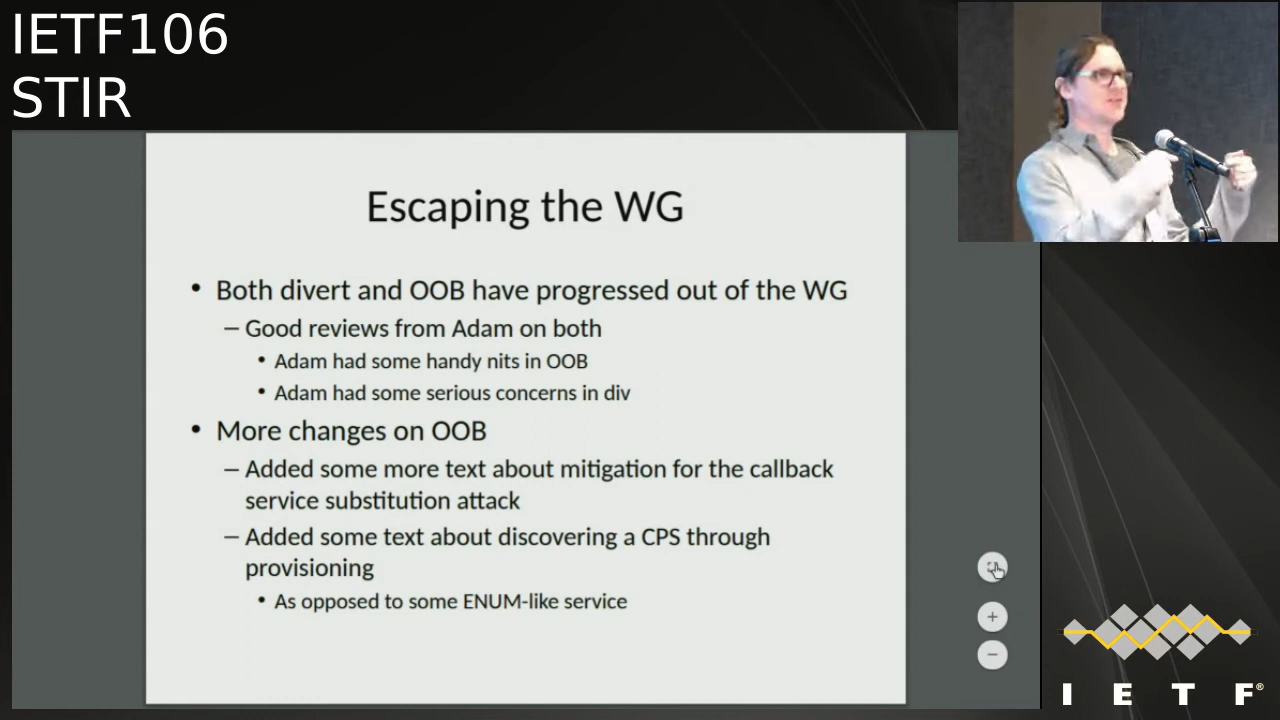 IETF106
STIR
Escaping the WG
• Both divert and OOB have progressed out of the WG
– Good reviews from Adam on both
• Adam had some handy nits in OOB
• Adam had some serious concerns in div
• More changes on OOB
– Added some more text about mitigation for the callback
service substitution attack
– Added some text about discovering a CPS through
provisioning
• As opposed to some ENUM-like service
I E T F®